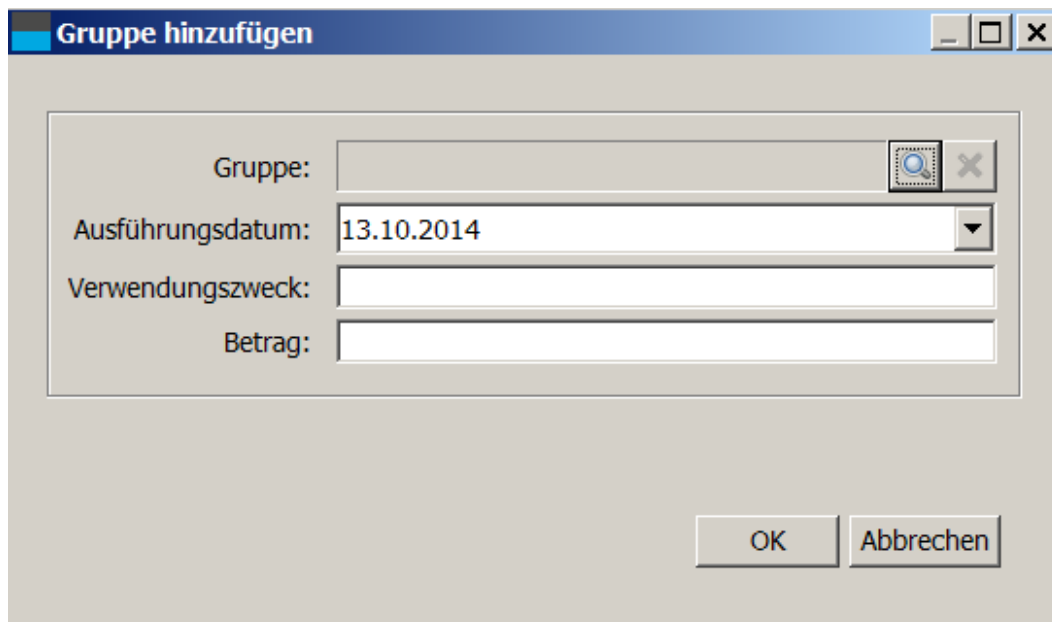 Gruppe hinzufügen
Gruppe:
Ausführungsdatum: 13.10.2014
Verwendungszweck:
Betrag:
OK Abbrechen